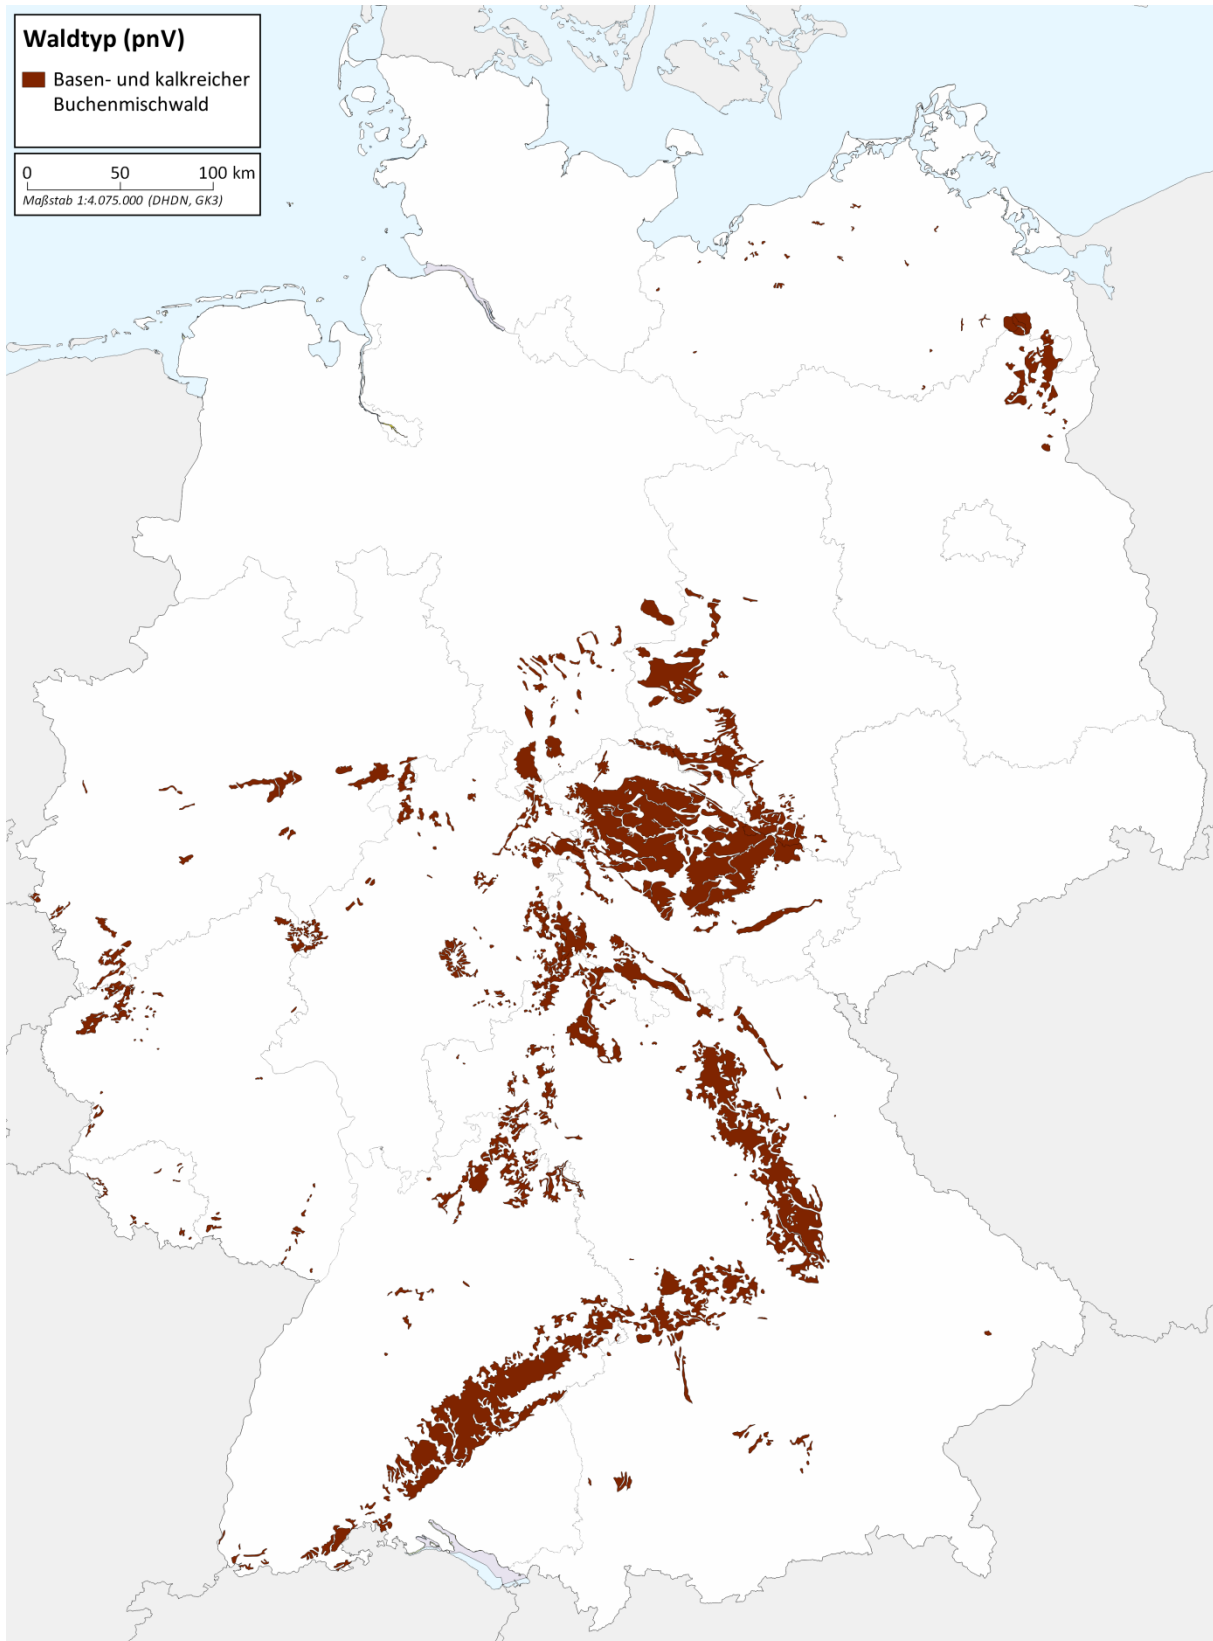 Waldtyp (pnV)
Basen- und kalkreicher
Buchenmischwald
0 50 100 km
Maßstab 1:4.075.000 (DHDN, GK3)